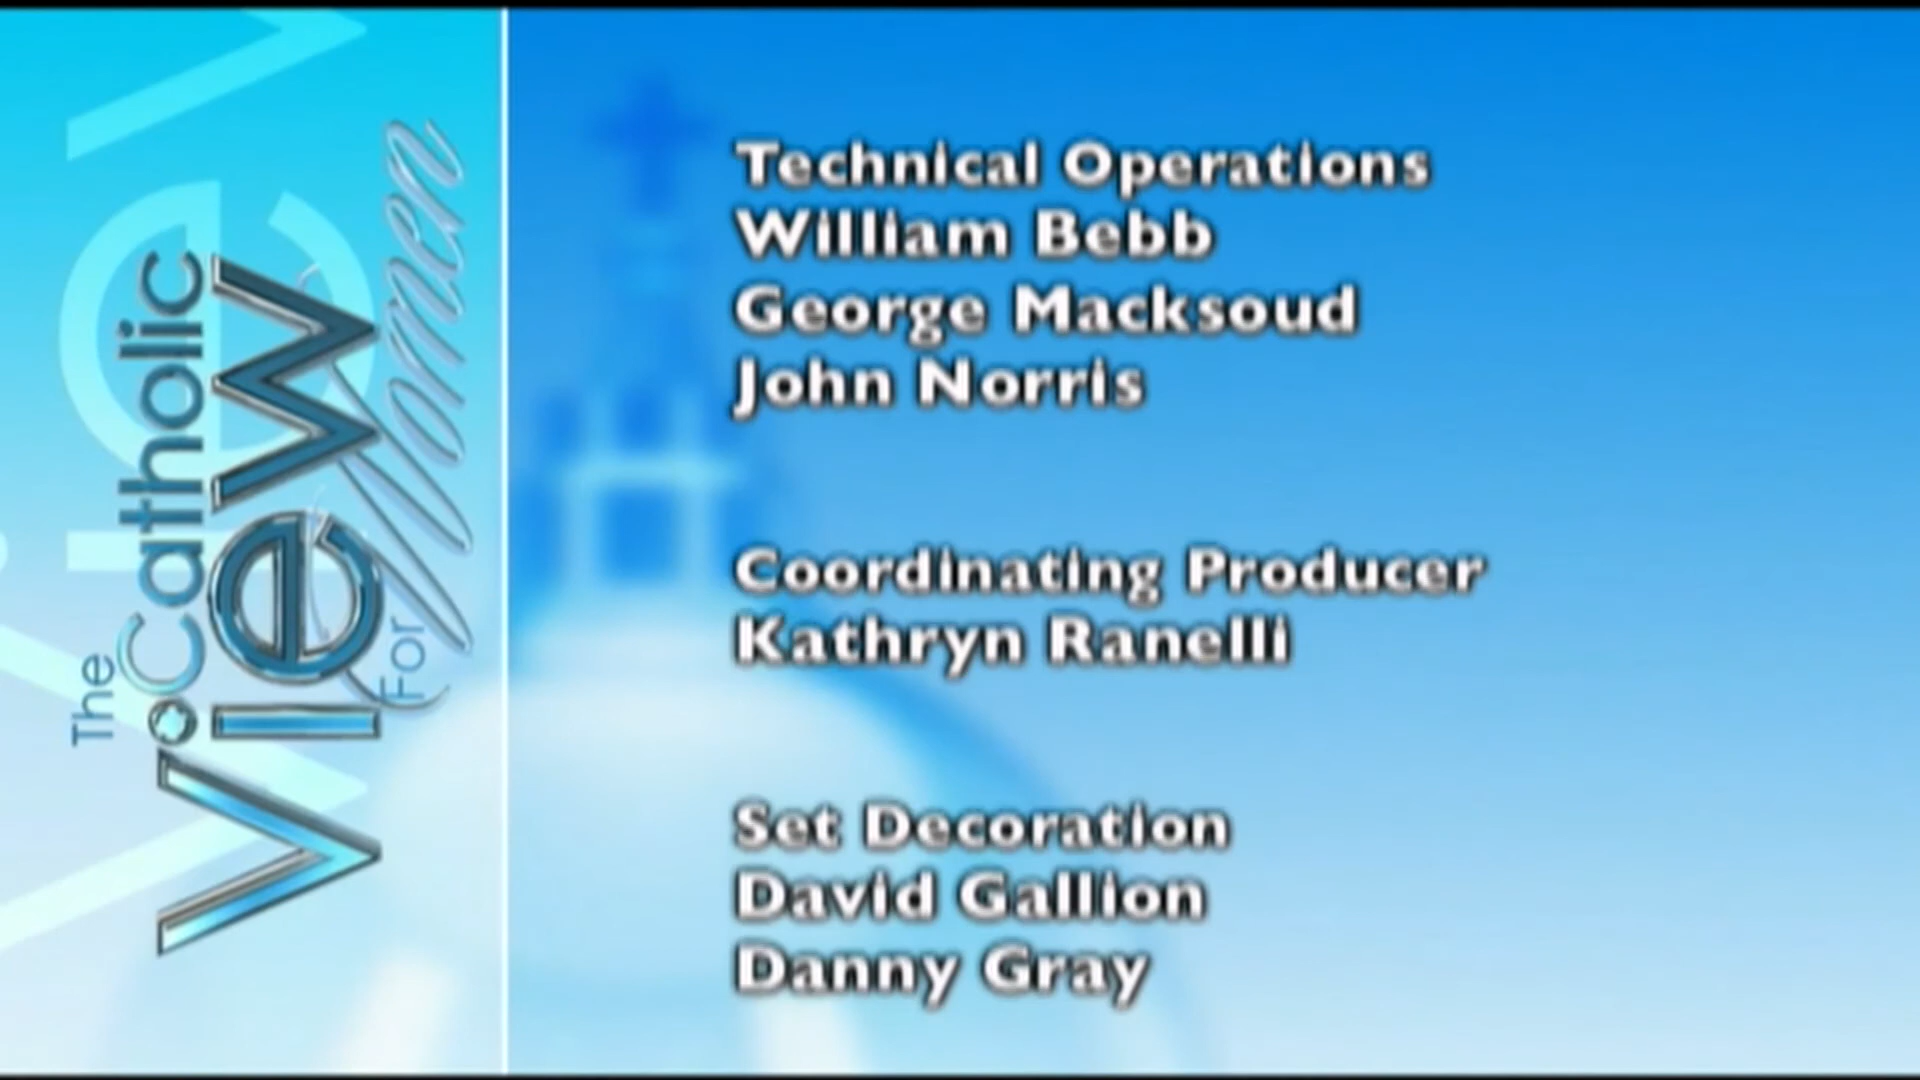 The
Catholic
View
For Women
Technical Operations
William Bebb
George Macksoud
John Norris
Coordinating Producer
Kathryn Ranelli
Set Decoration
David Gallion
Danny Gray